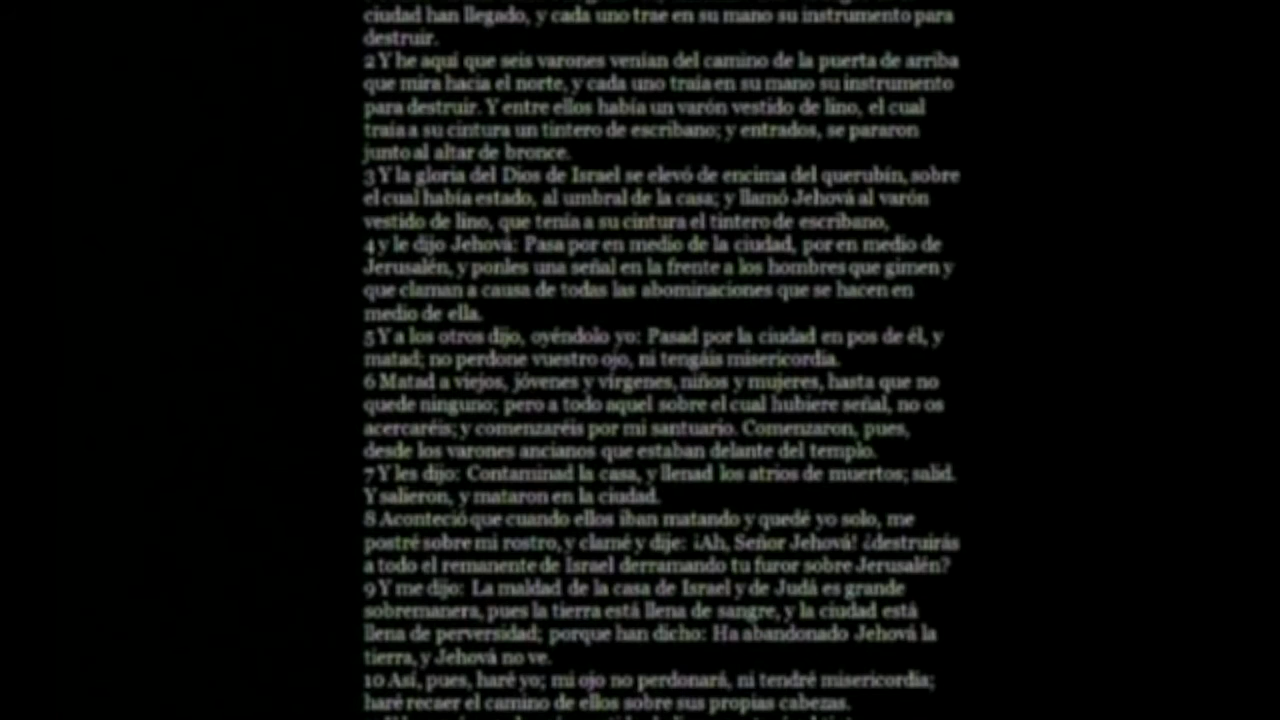 ciudad han llegado, y cada uno trae en su mano su instrumento para
destruir.
2 Y he aquí que seis varones venían del camino de la puerta de arriba
que mira hacia el norte, y cada uno traía en su mano su instrumento
para destruir. Y entre ellos había un varón vestido de lino, el cual
traía a su cintura un tintero de escribano; y entrados, se pararon
junto al altar de bronce.
3 Y la gloria del Dios de Israel se elevó de encima del querubín, sobre
el cual había estado, al umbral de la casa; y llamó Jehová al varón
vestido de lino, que tenía a su cintura el tintero de escribano,
4 y le dijo Jehová: Pasa por en medio de la ciudad, por en medio de
Jerusalén, y ponles una señal en la frente a los hombres que gimen y
que claman a causa de todas las abominaciones que se hacen en
medio de ella.
5 Y a los otros dijo, oyéndolo yo: Pasad por la ciudad en pos de él, y
matad; no perdone vuestro ojo, ni tengáis misericordia.
6 Matad a viejos, jóvenes y vírgenes, niños y mujeres, hasta que no
quede ninguno; pero a todo aquel sobre el cual hubiere señal, no os
acercaréis; y comenzaréis por mi santuario. Comenzaron, pues,
desde los varones ancianos que estaban delante del templo.
7 Y les dijo: Contaminad la casa, y llenad los atrios de muertos; salid.
Y salieron, y mataron en la ciudad.
8 Aconteció que cuando ellos iban matando y quedé yo solo, me
postré sobre mi rostro, y clamé y dije: ¡Ah, Señor Jehová! ¿destruirás
a todo el remanente de Israel derramando tu furor sobre Jerusalén?
9 Y me dijo: La maldad de la casa de Israel y de Judá es grande
sobremanera, pues la tierra está llena de sangre, y la ciudad está
llena de perversidad; porque han dicho: Ha abandonado Jehová la
tierra, y Jehová no ve.
10 Así, pues, haré yo; mi ojo no perdonará, ni tendré misericordia;
haré recaer el camino de ellos sobre sus propias cabezas.